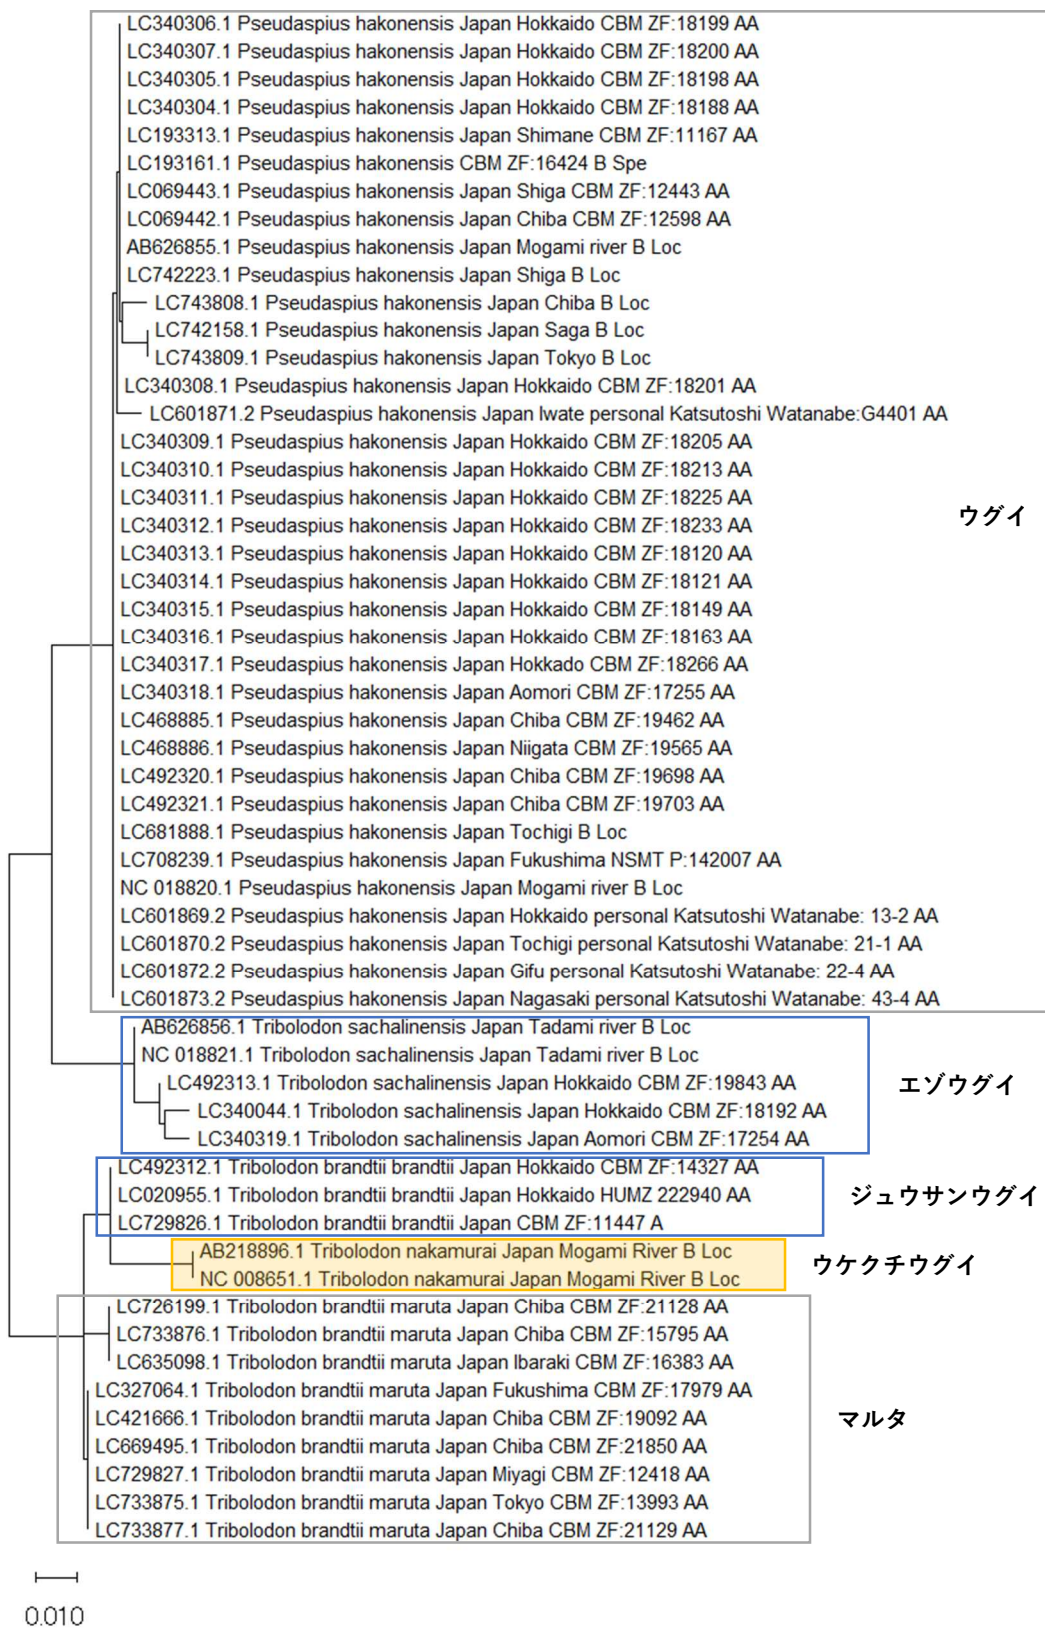 LC340306.1 Pseudaspius hakonensis Japan Hokkaido CBM ZF:18199 AA
LC340307.1 Pseudaspius hakonensis Japan Hokkaido CBM ZF:18200 AA
LC340305.1 Pseudaspius hakonensis Japan Hokkaido CBM ZF:18198 AA
LC340304.1 Pseudaspius hakonensis Japan Hokkaido CBM ZF:18188 AA
LC193313.1 Pseudaspius hakonensis Japan Shimane CBM ZF:11167 AA
LC193161.1 Pseudaspius hakonensis CBM ZF:16424 B Spe
LC069443.1 Pseudaspius hakonensis Japan Shiga CBM ZF:12443 AA
LC069442.1 Pseudaspius hakonensis Japan Chiba CBM ZF:12598 AA
AB626855.1 Pseudaspius hakonensis Japan Mogami river B Loc
LC742223.1 Pseudaspius hakonensis Japan Shiga B Loc
LC743808.1 Pseudaspius hakonensis Japan Chiba B Loc
LC742158.1 Pseudaspius hakonensis Japan Saga B Loc
LC743809.1 Pseudaspius hakonensis Japan Tokyo B Loc
LC340308.1 Pseudaspius hakonensis Japan Hokkaido CBM ZF:18201 AA
LC601871.2 Pseudaspius hakonensis Japan Iwate personal Katsutoshi Watanabe:G4401 AA
LC340309.1 Pseudaspius hakonensis Japan Hokkaido CBM ZF:18205 AA
LC340310.1 Pseudaspius hakonensis Japan Hokkaido CBM ZF:18213 AA
LC340311.1 Pseudaspius hakonensis Japan Hokkaido CBM ZF:18225 AA
LC340312.1 Pseudaspius hakonensis Japan Hokkaido CBM ZF:18233 AA
ウグイ
LC340313.1 Pseudaspius hakonensis Japan Hokkaido CBM ZF:18120 AA
LC340314.1 Pseudaspius hakonensis Japan Hokkaido CBM ZF:18121 AA
LC340315.1 Pseudaspius hakonensis Japan Hokkaido CBM ZF:18149 AA
LC340316.1 Pseudaspius hakonensis Japan Hokkaido CBM ZF:18163 AA
LC340317.1 Pseudaspius hakonensis Japan Hokkado CBM ZF:18266 AA
LC340318.1 Pseudaspius hakonensis Japan Aomori CBM ZF:17255 AA
LC468885.1 Pseudaspius hakonensis Japan Chiba CBM ZF:19462 AA
LC468886.1 Pseudaspius hakonensis Japan Niigata CBM ZF:19565 AA
LC492320.1 Pseudaspius hakonensis Japan Chiba CBM ZF:19698 AA
LC492321.1 Pseudaspius hakonensis Japan Chiba CBM ZF:19703 AA
LC681888.1 Pseudaspius hakonensis Japan Tochigi B Loc
LC708239.1 Pseudaspius hakonensis Japan Fukushima NSMT P:142007 AA
NC 018820.1 Pseudaspius hakonensis Japan Mogami river B Loc
LC601869.2 Pseudaspius hakonensis Japan Hokkaido personal Katsutoshi Watanabe: 13-2 AA
LC601870.2 Pseudaspius hakonensis Japan Tochigi personal Katsutoshi Watanabe: 21-1 AA
LC601872.2 Pseudaspius hakonensis Japan Gifu personal Katsutoshi Watanabe: 22-4 AA
LC601873.2 Pseudaspius hakonensis Japan Nagasaki personal Katsutoshi Watanabe: 43-4 AA
AB626856.1 Tribolodon sachalinensis Japan Tadami river B Loc
NC 018821.1 Tribolodon sachalinensis Japan Tadami river B Loc
LC492313.1 Tribolodon sachalinensis Japan Hokkaido CBM ZF:19843 AA
エゾウグイ
LC340044.1 Tribolodon sachalinensis Japan Hokkaido CBM ZF:18192 AA
LC340319.1 Tribolodon sachalinensis Japan Aomori CBM ZF:17254 AA
LC492312.1 Tribolodon brandtii brandtii Japan Hokkaido CBM ZF:14327 AA
LC020955.1 Tribolodon brandtii brandtii Japan Hokkaido HUMZ 222940 AA
ジュウサンウグイ
LC729826.1 Tribolodon brandtii brandtii Japan CBM ZF:11447 A
AB218896.1 Tribolodon nakamurai Japan Mogami River B Loc
ウケクチウグイ
NC 008651.1 Tribolodon nakamurai Japan Mogami River B Loc
LC726199.1 Tribolodon brandtii maruta Japan Chiba CBM ZF:21128 AA
LC733876.1 Tribolodon brandtii maruta Japan Chiba CBM ZF:15795 AA
LC635098.1 Tribolodon brandtii maruta Japan Ibaraki CBM ZF:16383 AA
LC327064.1 Tribolodon brandtii maruta Japan Fukushima CBM ZF:17979 AA
LC421666.1 Tribolodon brandtii maruta Japan Chiba CBM ZF:19092 AA
マルタ
LC669495.1 Tribolodon brandtii maruta Japan Chiba CBM ZF:21850 AA
LC729827.1 Tribolodon brandtii maruta Japan Miyagi CBM ZF:12418 AA
LC733875.1 Tribolodon brandtii maruta Japan Tokyo CBM ZF:13993 AA
LC733877.1 Tribolodon brandtii maruta Japan Chiba CBM ZF:21129 AA
0.010